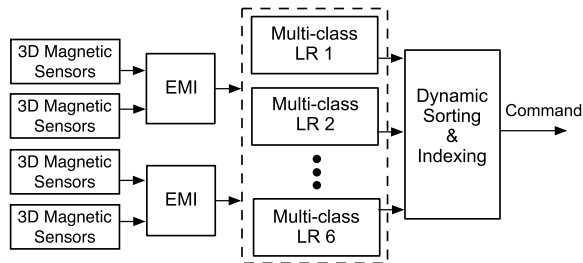 3D Magnetic
Sensors
3D Magnetic
Sensors
3D Magnetic
Sensors
3D Magnetic
Sensors
EMI
EMI
Multi-class
LR 1
Multi-class
LR 2
Multi-class
LR 6
Dynamic
Sorting
&
Indexing
Command